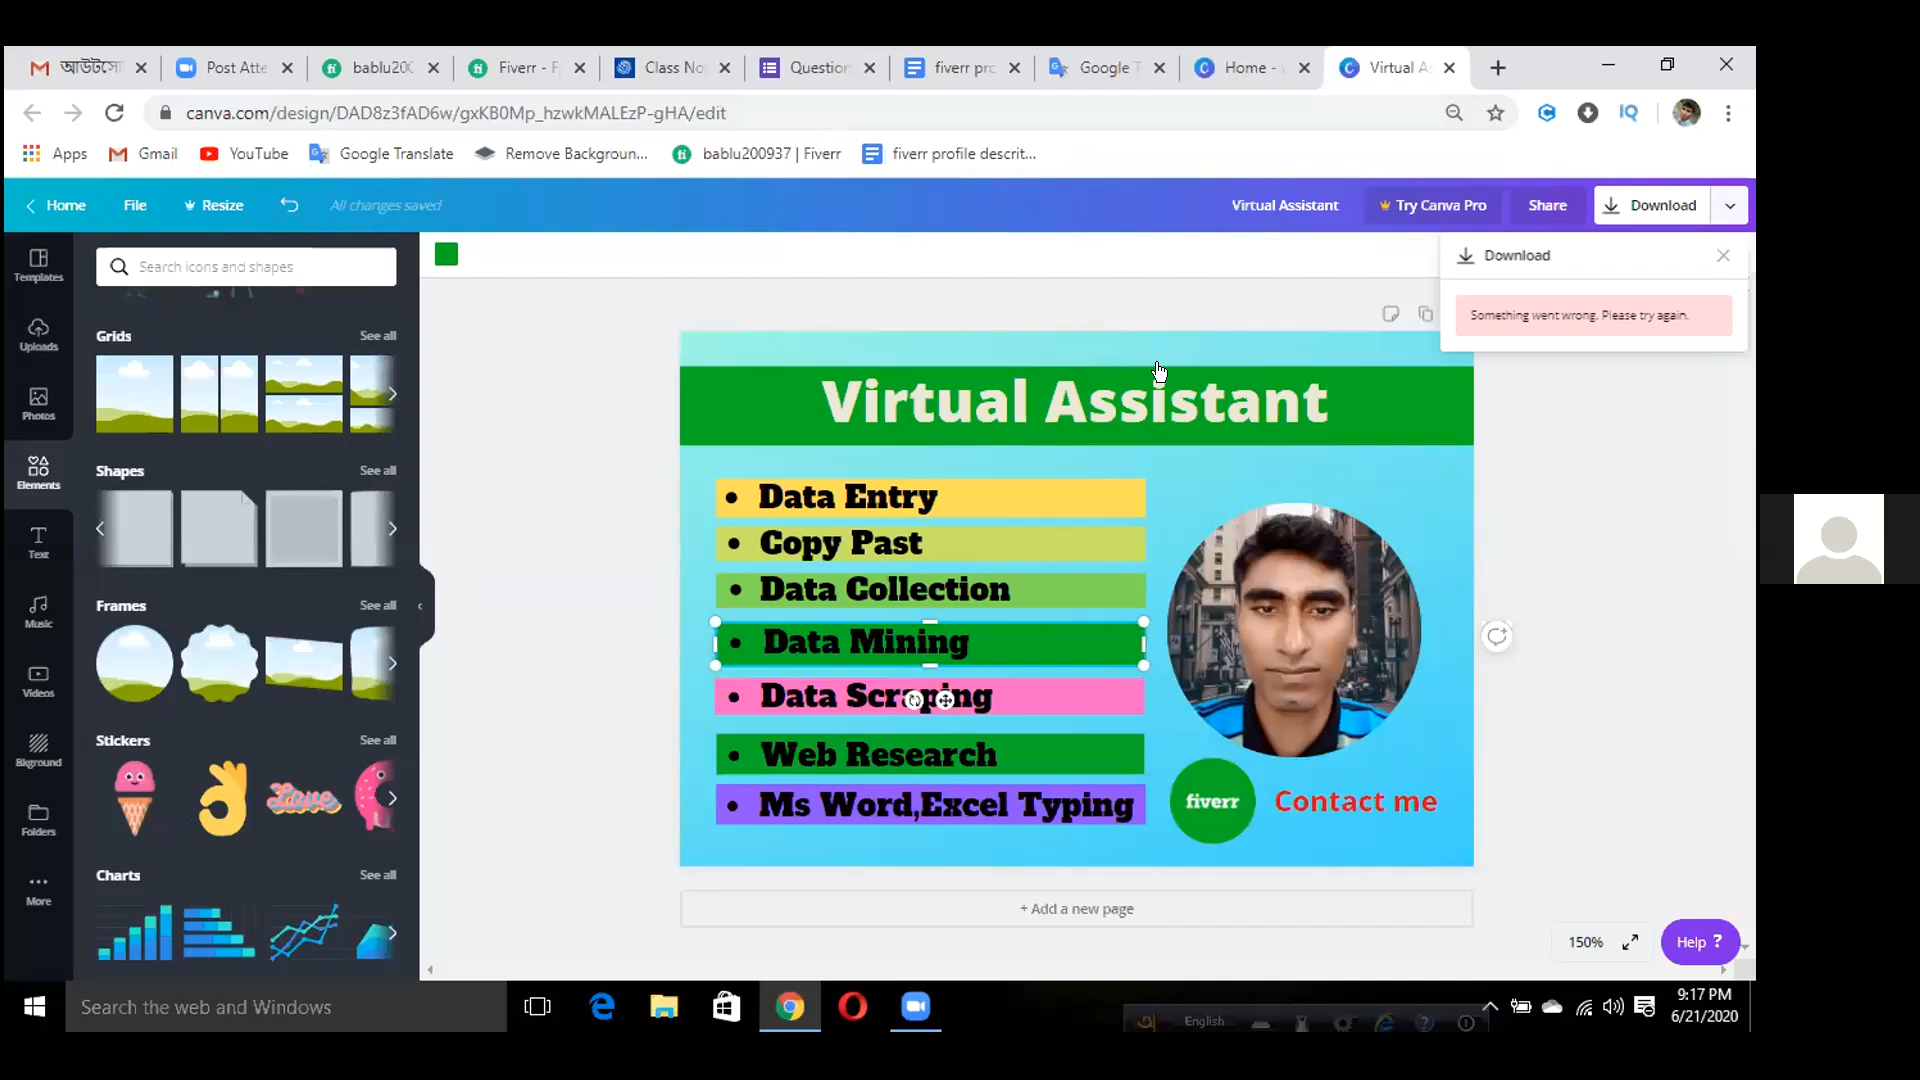 আউটসো
Post Atte
bablu20
Fiverr - F
Class No
Question
fiverr pro
Google T
Home -
Virtual As
canva.com/design/DAD8z3fAD6w/gxKB0Mp_hzwkMALEzP-gHA/edit
Apps
Gmail
YouTube
Google Translate
Remove Backgroun...
bablu200937 | Fiverr
fiverr profile descrit...
Home
File
Resize
All changes saved
Virtual Assistant
Try Canva Pro
Share
Download
Templates
Uploads
Photos
Elements
Text
Music
Videos
Bkground
Folders
More
Search icons and shapes
Grids
See all
Shapes
See all
Frames
See all
Stickers
See all
Love
Charts
See all
Download
Something went wrong. Please try again.
Virtual Assistant
• Data Entry
• Copy Past
• Data Collection
• Data Mining
• Data Scraping
• Web Research
• Ms Word,Excel Typing
fiverr
Contact me
+ Add a new page
150%
Help ?
Search the web and Windows
English
9:17 PM
6/21/2020